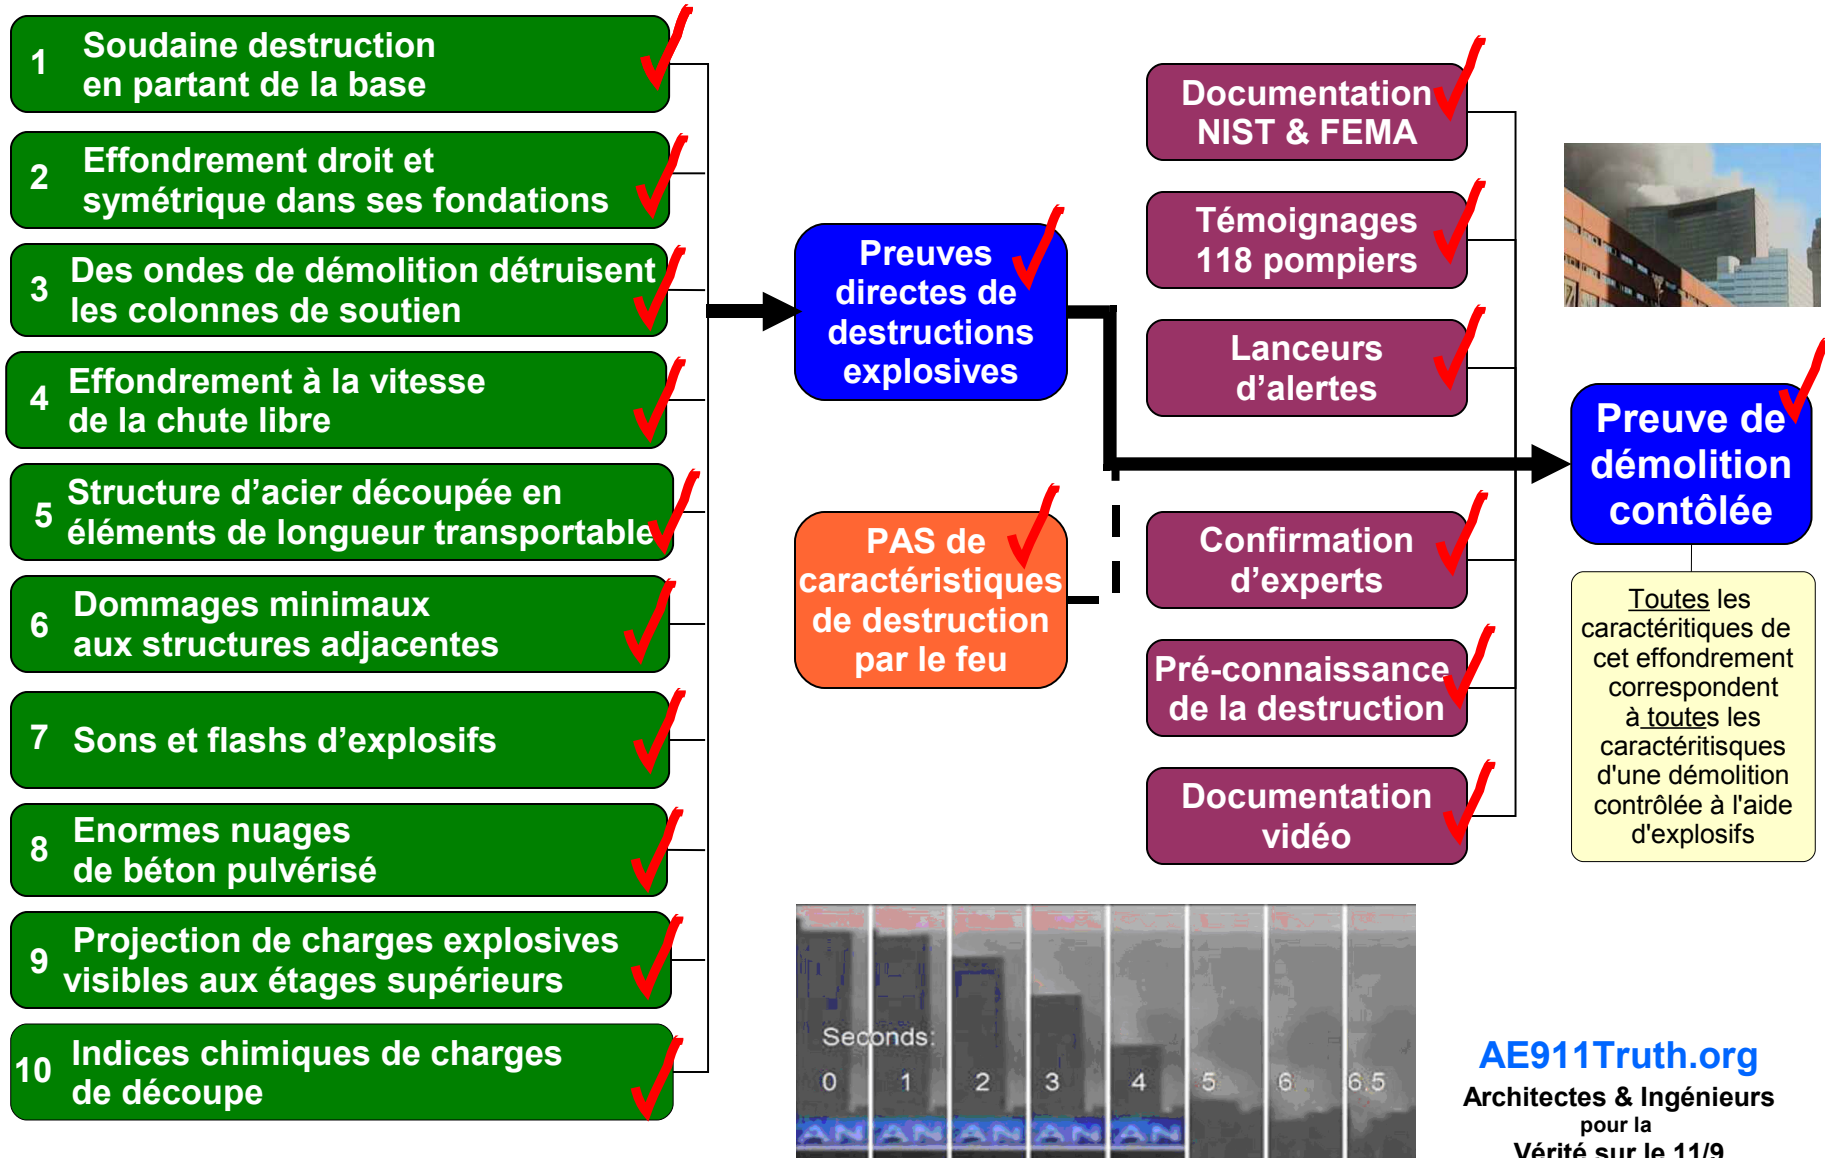 1
Soudaine destruction
en partant de la base
2
Effondrement droit et
symétrique dans ses fondations
3
Des ondes de démolition détruisent
les colonnes de soutien
4
Effondrement à la vitesse
de la chute libre
5
Structure d’acier découpée en
éléments de longueur transportable
6
Dommages minimaux
aux structures adjacentes
7
Sons et flashs d’explosifs
8
Enormes nuages
de béton pulvérisé
9
Projection de charges explosives
visibles aux étages supérieurs
10
Indices chimiques de charges
de découpe
Preuves
directes de
destructions
explosives
PAS de
caractéristiques
de destruction
par le feu
Documentation
NIST & FEMA
Témoignages
118 pompiers
Lanceurs
d’alertes
Confirmation
d’experts
Pré-connaissance
de la destruction
Documentation
vidéo
Preuve de
démolition
contôlée
Toutes les
caractéritiques de
cet effondrement
correspondent
à toutes les
caractéritisques
d'une démolition
contrôlée à l'aide
d'explosifs
Seconds:
0 1 2 3 4 5 6 6.5
AN AN AN AN AN
AE911Truth.org
Architectes & Ingénieurs
pour la
Vérité sur le 11/9